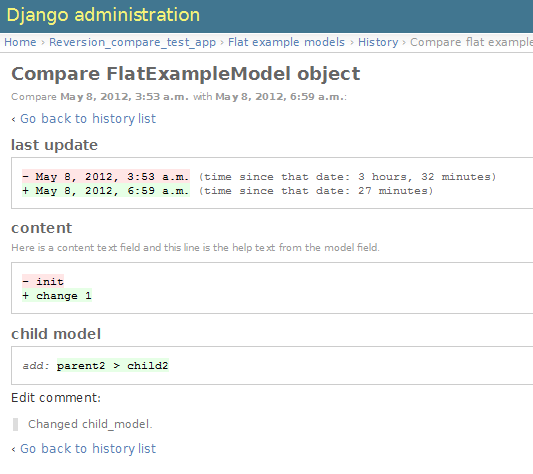 Django administration
Home › Reversion_compare_test_app › Flat example models › History › Compare flat example
Compare FlatExampleModel object
Compare May 8, 2012, 3:53 a.m. with May 8, 2012, 6:59 a.m.:
‹ Go back to history list
last update
- May 8, 2012, 3:53 a.m. (time since that date: 3 hours, 32 minutes)
+ May 8, 2012, 6:59 a.m. (time since that date: 27 minutes)
content
Here is a content text field and this line is the help text from the model field.
- init
+ change 1
child model
add: parent2 > child2
Edit comment:
Changed child_model.
‹ Go back to history list